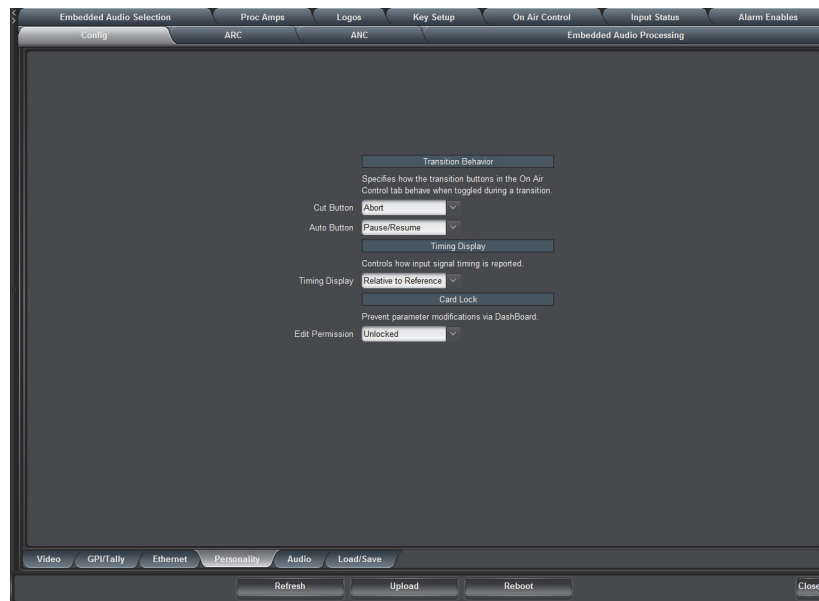 Embedded Audio Selection Proc Amps Logos Key Setup On Air Control Input Status Alarm Enables
Config ARC ANC Embedded Audio Processing
Transition Behavior
Specifies how the transition buttons in the On Air
Control tab behave when toggled during a transition.
Cut Button Abort
Auto Button Pause/Resume
Timing Display
Controls how input signal timing is reported.
Timing Display Relative to Reference
Card Lock
Prevent parameter modifications via DashBoard.
Edit Permission Unlocked
Video GPI/Tally Ethernet Personality Audio Load/Save
Refresh Upload Reboot Close